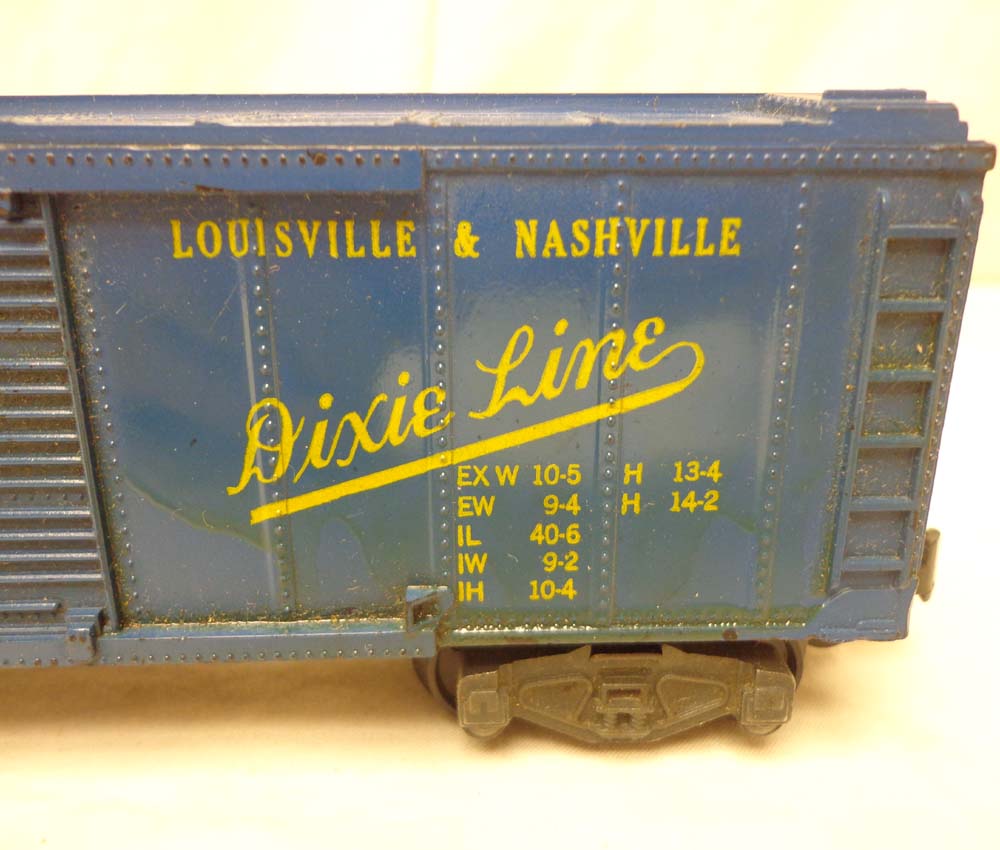 LOUISVILLE & NASHVILLE
Dixie Line
EX W 10-5 H 13-4
EW 9-4 H 14-2
IL 40-6
IW 9-2
IH 10-4